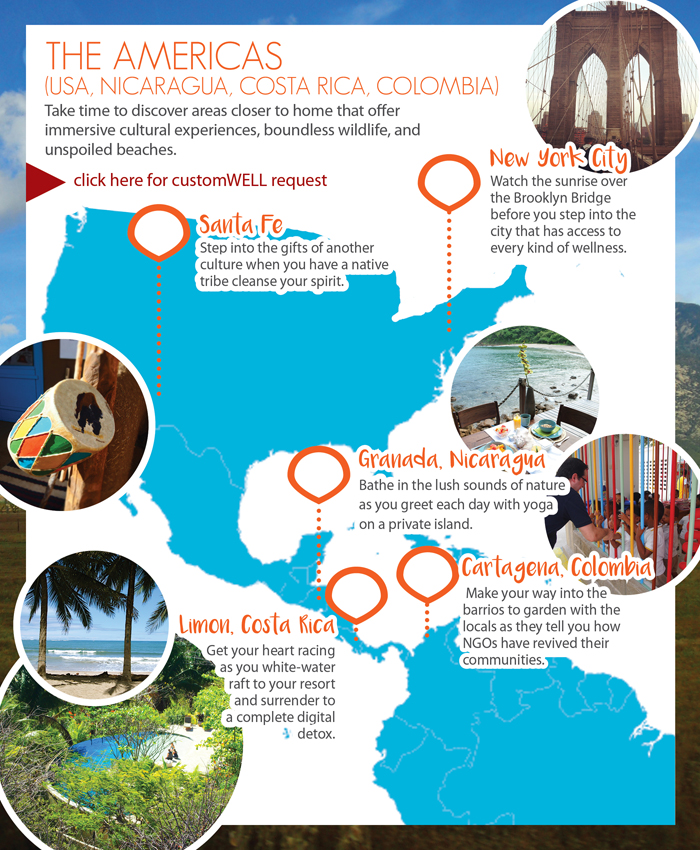 THE AMERICAS
(USA, NICARAGUA, COSTA RICA, COLOMBIA)
Take time to discover areas closer to home that offer
immersive cultural experiences, boundless wildlife, and
unspoiled beaches.
click here for customWELL request
New York City
Watch the sunrise over
the Brooklyn Bridge
before you step into the
city that has access to
every kind of wellness.
Santa Fe
Step into the gifts of another
culture when you have a native
tribe cleanse your spirit.
Granada, Nicaragua
Bathe in the lush sounds of nature
as you greet each day with yoga
on a private island.
Cartagena, Colombia
Make your way into the
barrios to garden with the
locals as they tell you how
NGOs have revived their
communities.
Limon, Costa Rica
Get your heart racing
as you white-water
raft to your resort
and surrender to
a complete digital
detox.